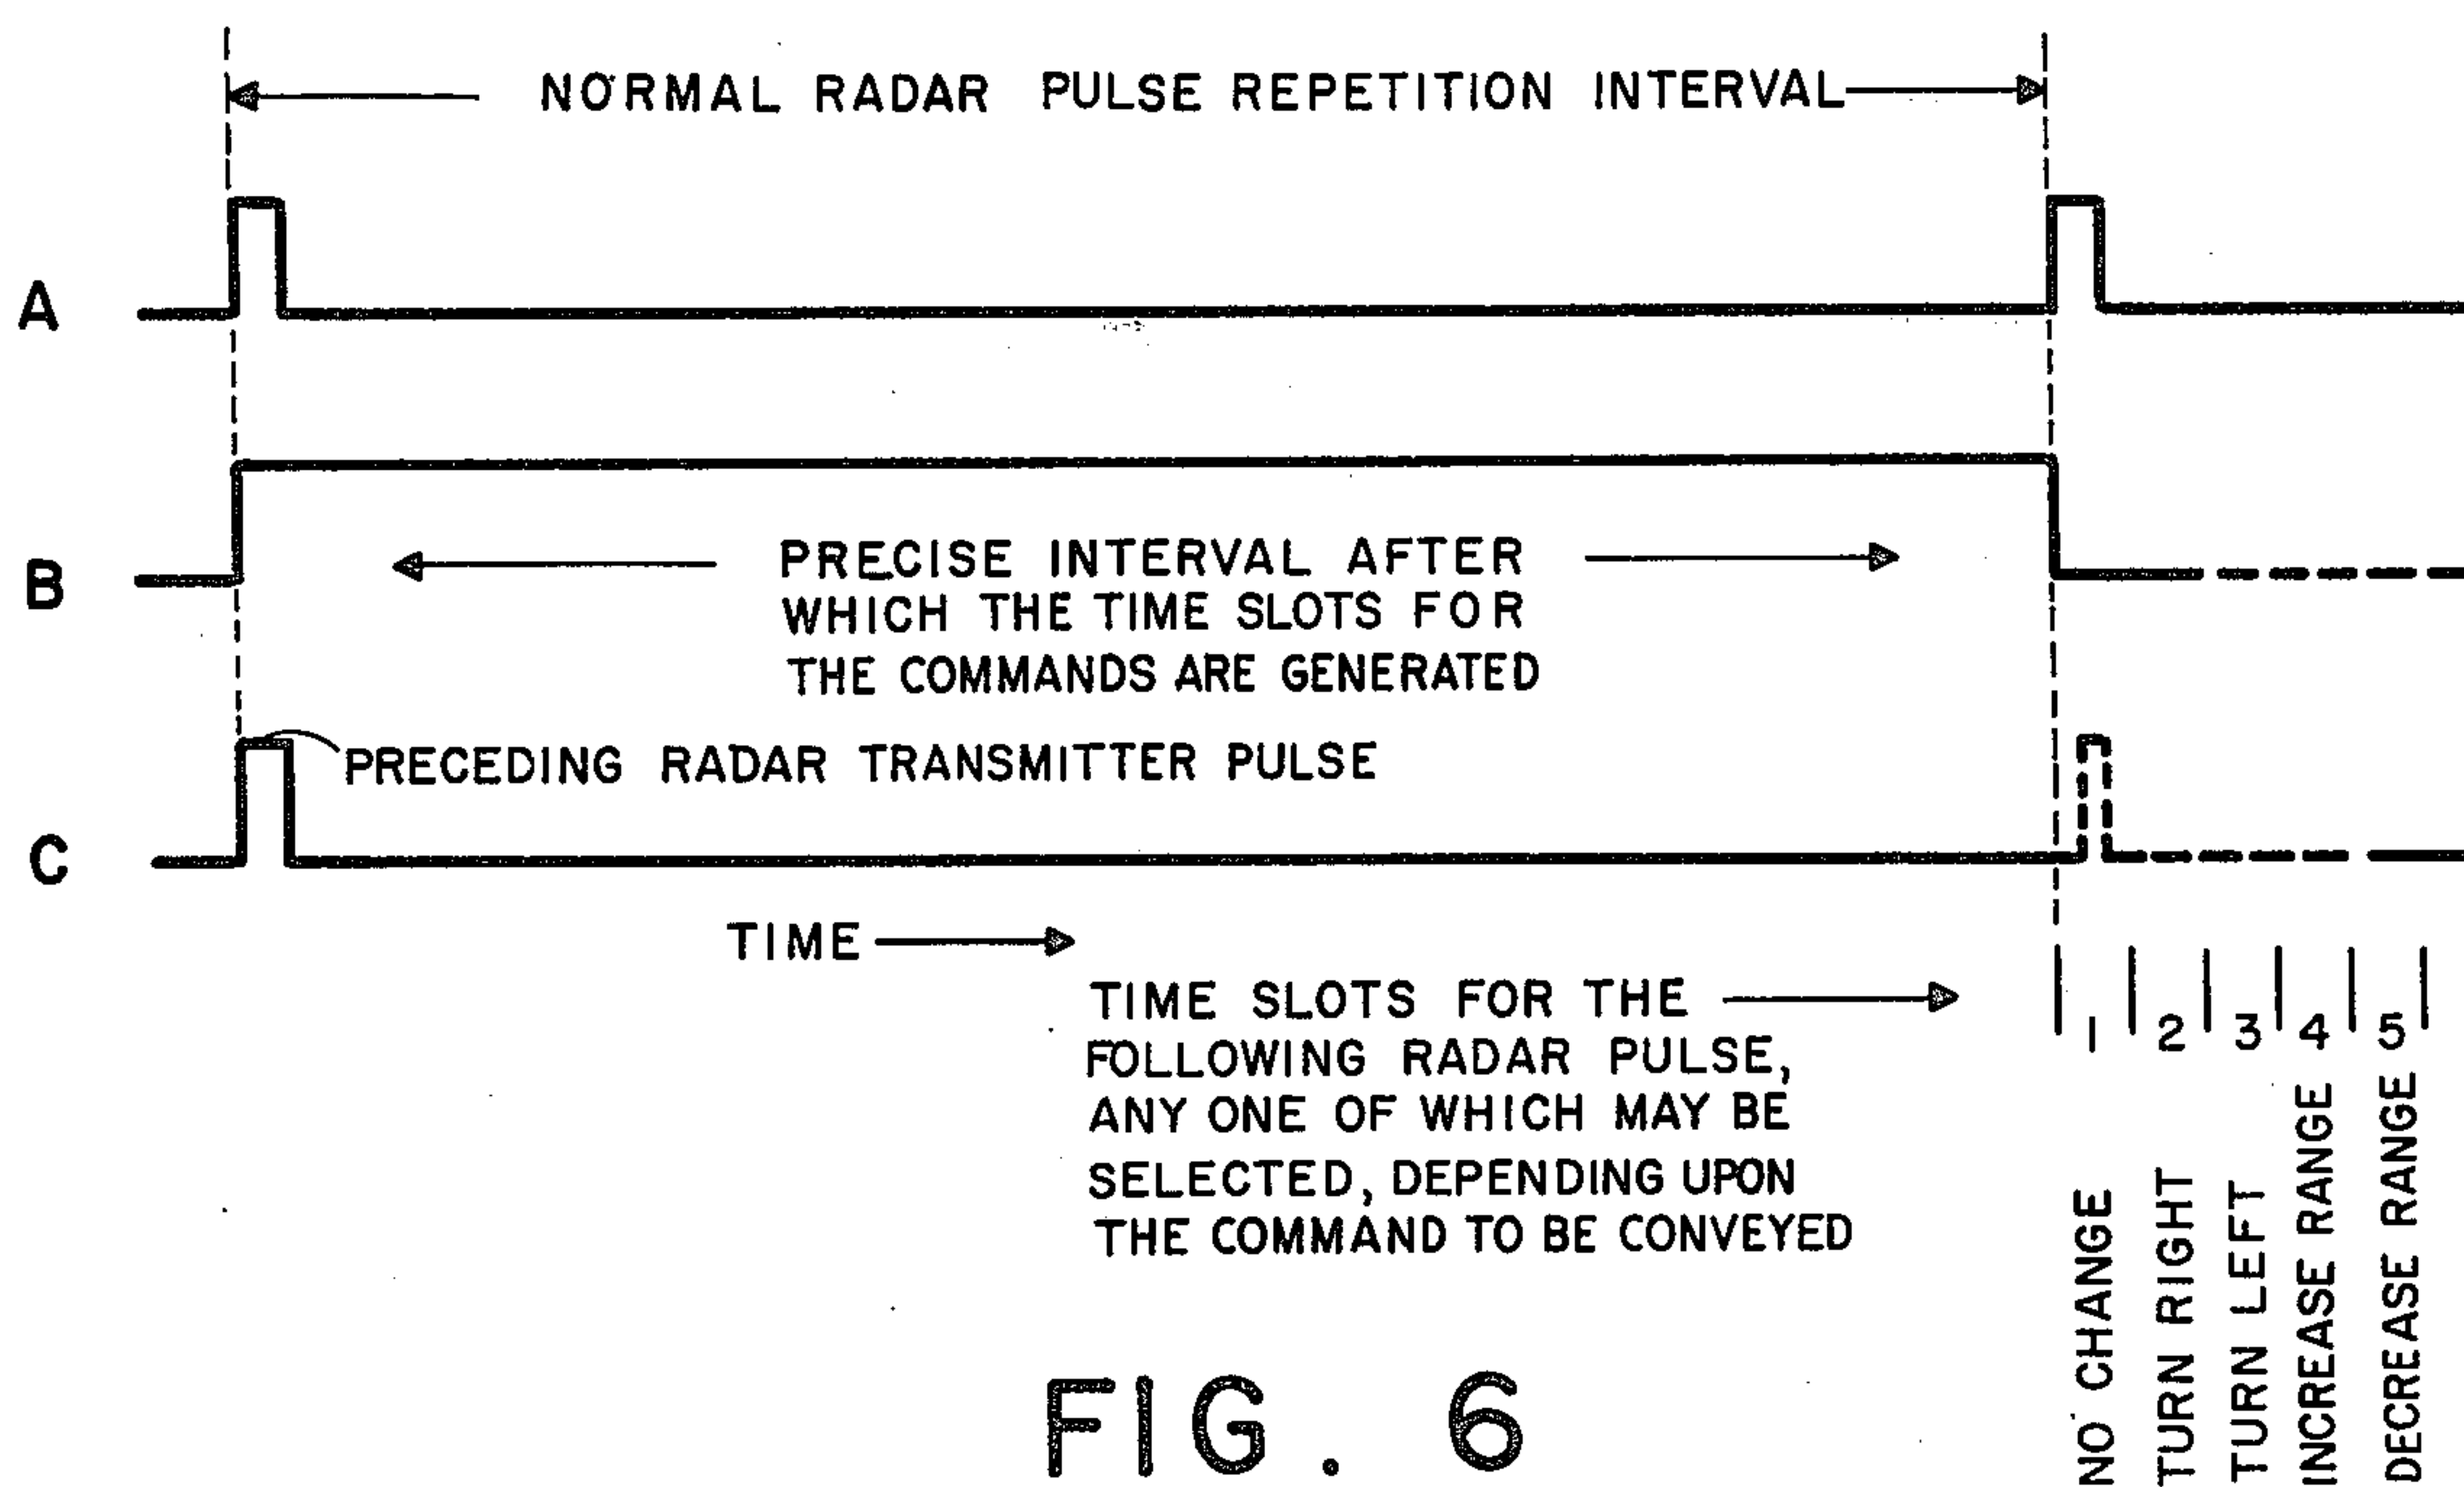 NORMAL RADAR PULSE REPETITION INTERVAL
A
B
PRECISE INTERVAL AFTER
WHICH THE TIME SLOTS FOR
THE COMMANDS ARE GENERATED
PRECEDING RADAR TRANSMITTER PULSE
C
TIME
TIME SLOTS FOR THE
FOLLOWING RADAR PULSE,
ANY ONE OF WHICH MAY BE
SELECTED, DEPENDING UPON
THE COMMAND TO BE CONVEYED
1 2 3 4 5
NO CHANGE
TURN RIGHT
TURN LEFT
INCREASE RANGE
DECREASE RANGE
FIG. 6